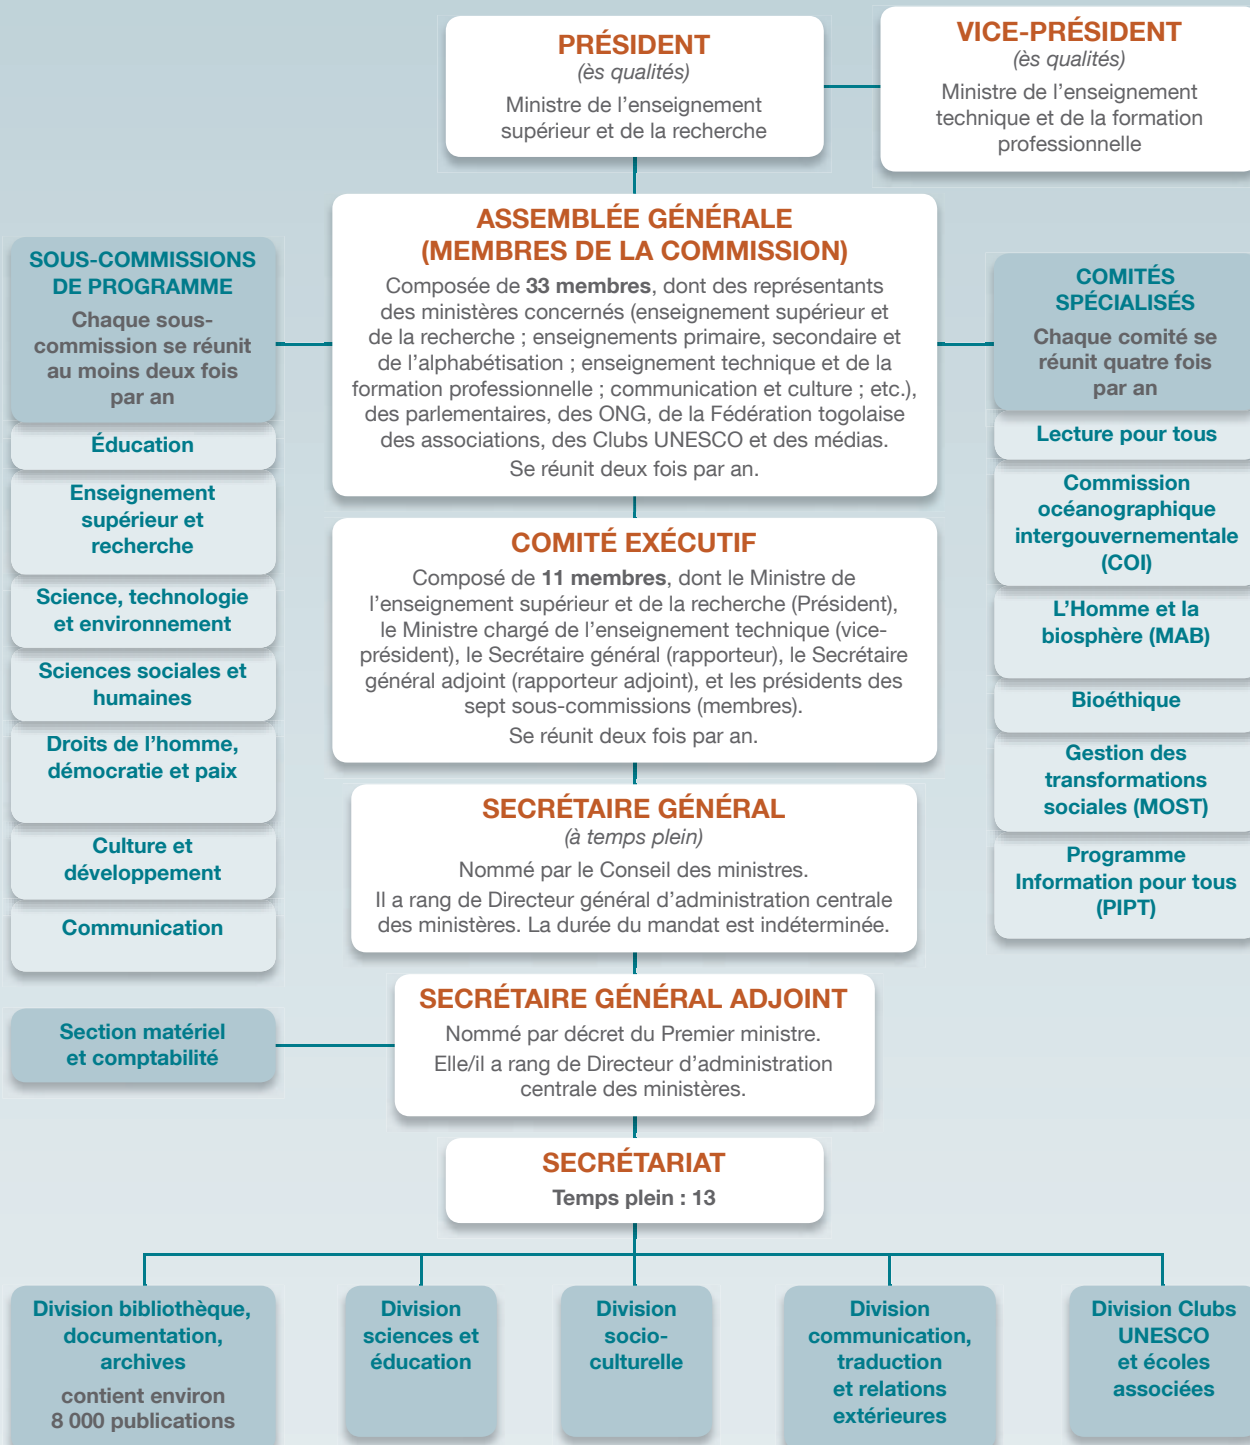 PRÉSIDENT
(ès qualités)
Ministre de l'enseignement
supérieur et de la recherche
VICE-PRÉSIDENT
(ès qualités)
Ministre de l'enseignement
technique et de la formation
professionnelle
ASSEMBLÉE GÉNÉRALE
(MEMBRES DE LA COMMISSION)
Composée de 33 membres, dont des représentants
des ministères concernés (enseignement supérieur et
de la recherche ; enseignements primaire, secondaire et
de l'alphabétisation ; enseignement technique et de la
formation professionnelle ; communication et culture ; etc.),
des parlementaires, des ONG, de la Fédération togolaise
des associations, des Clubs UNESCO et des médias.
Se réunit deux fois par an.
SOUS-COMMISSIONS
DE PROGRAMME
Chaque sous-
commission se réunit
au moins deux fois
par an
Éducation
Enseignement
supérieur et
recherche
Science, technologie
et environnement
Sciences sociales et
humaines
Droits de l'homme,
démocratie et paix
Culture et
développement
Communication
COMITÉS
SPÉCIALISÉS
Chaque comité se
réunit quatre fois
par an
Lecture pour tous
Commission
océanographique
intergouvernementale
(COI)
L'Homme et la
biosphère (MAB)
Bioéthique
Gestion des
transformations
sociales (MOST)
Programme
Information pour tous
(PIPT)
COMITÉ EXÉCUTIF
Composé de 11 membres, dont le Ministre de
l'enseignement supérieur et de la recherche (Président),
le Ministre chargé de l'enseignement technique (vice-
président), le Secrétaire général (rapporteur), le Secrétaire
général adjoint (rapporteur adjoint), et les présidents des
sept sous-commissions (membres).
Se réunit deux fois par an.
SECRÉTAIRE GÉNÉRAL
(à temps plein)
Nommé par le Conseil des ministres.
Il a rang de Directeur général d'administration centrale
des ministères. La durée du mandat est indéterminée.
SECRÉTAIRE GÉNÉRAL ADJOINT
Nommé par décret du Premier ministre.
Elle/il a rang de Directeur d'administration
centrale des ministères.
Section matériel
et comptabilité
SECRÉTARIAT
Temps plein : 13
Division bibliothèque,
documentation,
archives
contient environ
8 000 publications
Division
sciences et
éducation
Division
socio-
culturelle
Division
communication,
traduction
et relations
extérieures
Division Clubs
UNESCO
et écoles
associées